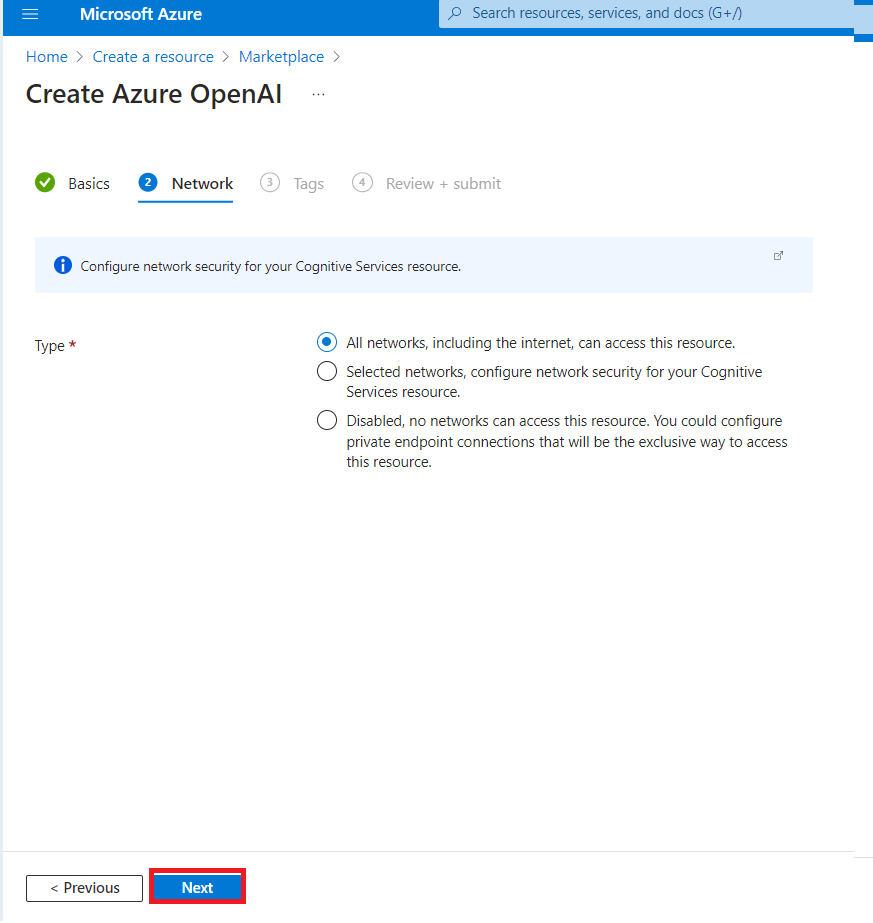 Microsoft Azure
Search resources, services, and docs (G+/)
Home > Create a resource > Marketplace >
Create Azure OpenAI ...
Basics 2 Network 3 Tags 4 Review + submit
Configure network security for your Cognitive Services resource.
Type *
All networks, including the internet, can access this resource.
Selected networks, configure network security for your Cognitive
Services resource.
Disabled, no networks can access this resource. You could configure
private endpoint connections that will be the exclusive way to access
this resource.
< Previous
Next